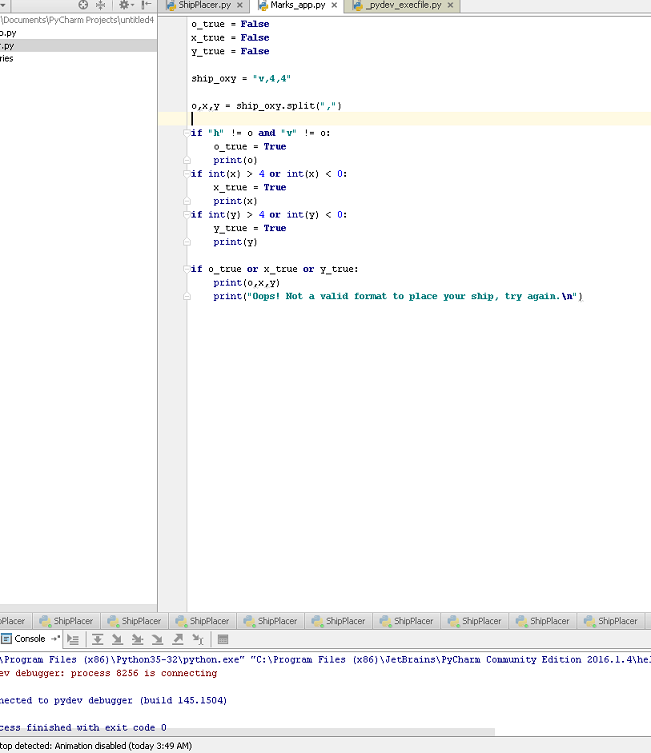 ShipPlacer.py Marks_app.py _pydev_execfile.py
\Documents\PyCharm Projects\untitled4
o.py
r.py
ries
o_true = False
x_true = False
y_true = False
ship_oxy = "v,4,4"
o,x,y = ship_oxy.split(",")
if "h" != o and "v" != o:
o_true = True
print(o)
if int(x) > 4 or int(x) < 0:
x_true = True
print(x)
if int(y) > 4 or int(y) < 0:
y_true = True
print(y)
if o_true or x_true or y_true:
print(o,x,y)
print("Oops! Not a valid format to place your ship, try again.\n")
Placer ShipPlacer ShipPlacer ShipPlacer ShipPlacer ShipPlacer ShipPlacer ShipPlacer ShipPlacer ShipPlacer
Console
\Program Files (x86)\Python35-32\python.exe" "C:\Program Files (x86)\JetBrains\PyCharm Community Edition 2016.1.4\hel
ev debugger: process 8256 is connecting
nnected to pydev debugger (build 145.1504)
cess finished with exit code 0
top detected: Animation disabled (today 3:49 AM)